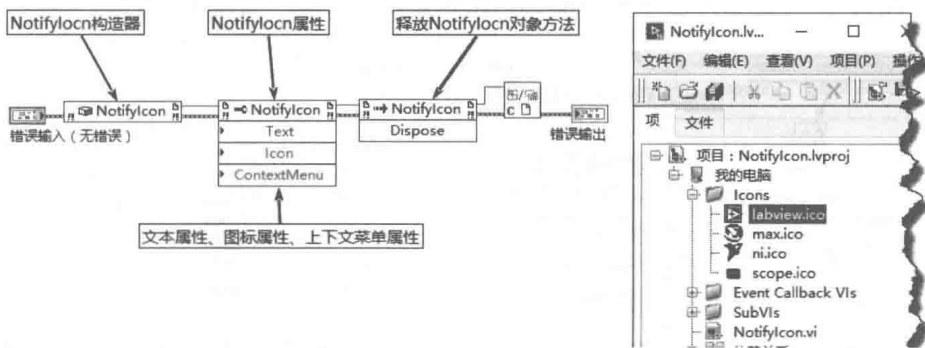 NotifyIocn构造器
NotifyIocn属性
释放NotifyIocn对象方法
NotifyIcon
NotifyIcon
NotifyIcon
Text
Dispose
Icon
ContextMenu
错误输入（无错误）
错误输出
文本属性、图标属性、上下文菜单属性
NotifyIcon.lv...
文件(F) 编辑(E) 查看(V) 项目(P) 操作
项 文件
项目：NotifyIcon.lvproj
我的电脑
Icons
labview.ico
max.ico
ni.ico
scope.ico
Event Callback VIs
SubVIs
NotifyIcon.vi